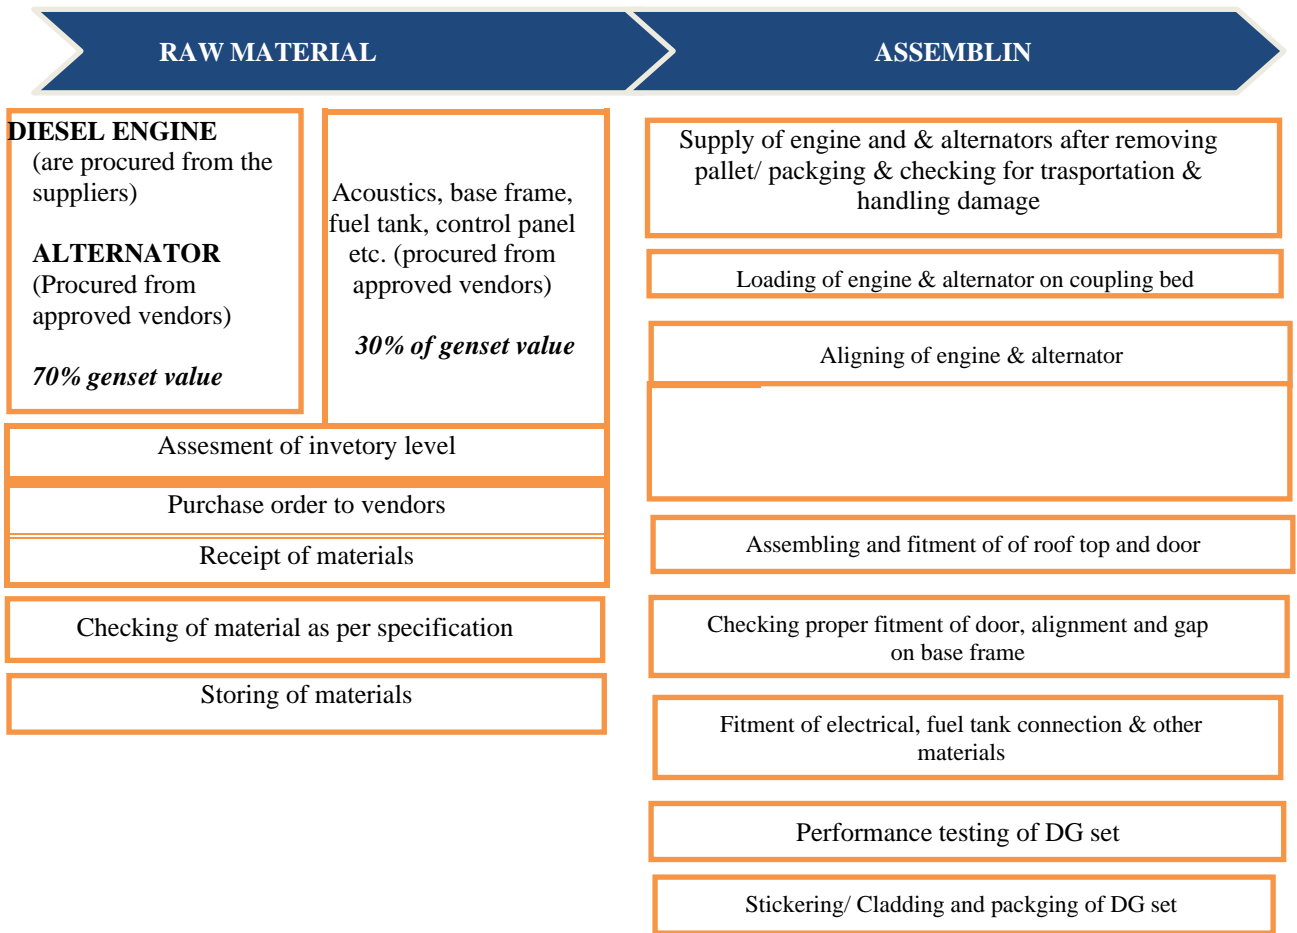 RAW MATERIAL
ASSEMBLIN
DIESEL ENGINE
(are procured from the
suppliers)
ALTERNATOR
(Procured from
approved vendors)
70% genset value
Acoustics, base frame,
fuel tank, control panel
etc. (procured from
approved vendors)
30% of genset value
Assesment of invetory level
Purchase order to vendors
Receipt of materials
Checking of material as per specification
Storing of materials
Supply of engine and & alternators after removing
pallet/ packging & checking for trasportation &
handling damage
Loading of engine & alternator on coupling bed
Aligning of engine & alternator
Assembling and fitment of of roof top and door
Checking proper fitment of door, alignment and gap
on base frame
Fitment of electrical, fuel tank connection & other
materials
Performance testing of DG set
Stickering/ Cladding and packging of DG set